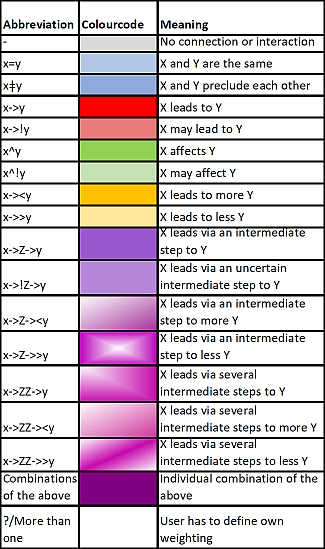 Abbreviation Colourcode Meaning
- No connection or interaction
x=y X and Y are the same
x‡y X and Y preclude each other
x->y X leads to Y
x->!y X may lead to Y
x^y X affects Y
x^!y X may affect Y
x-><y X leads to more Y
x->>y X leads to less Y
X leads via an intermediate
x->Z->y step to Y
X leads via an uncertain
x->!Z->y intermediate step to Y
X leads via an intermediate
x->Z-><y step to more Y
X leads via an intermediate
x->Z->>y step to less Y
X leads via several
x->ZZ->y intermediate steps to Y
X leads via several
x->ZZ-><y intermediate steps to more Y
X leads via several
x->ZZ->>y intermediate steps to less Y
Combinations Individual combination of the
of the above above
?/More than User has to define own
one weighting